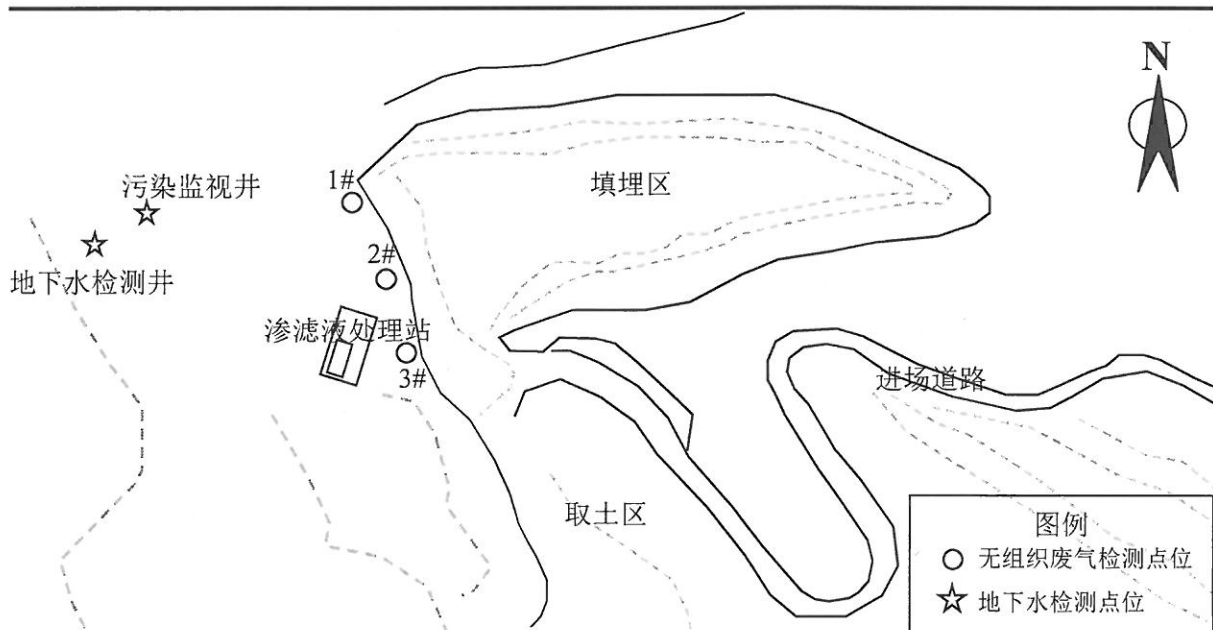 N
污染监视井
1#
填埋区
2#
地下水检测井
渗滤液处理站
3#
进场道路
取土区
图例
无组织废气检测点位
地下水检测点位